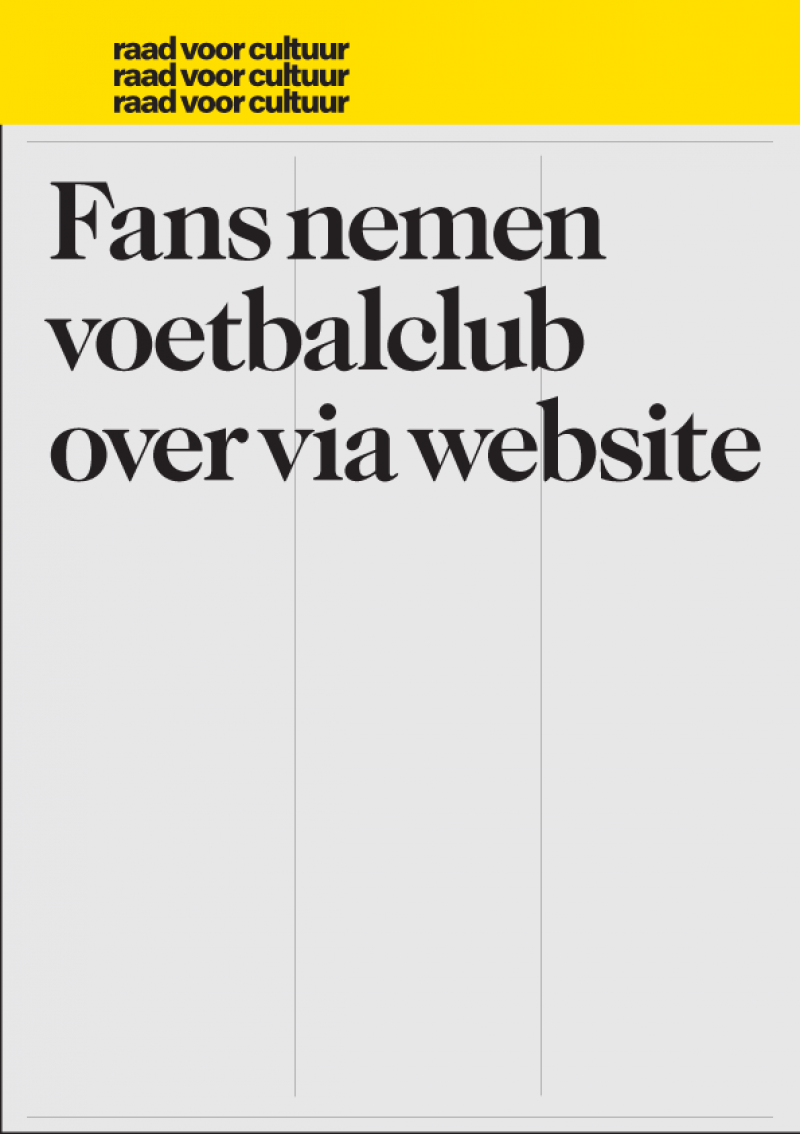 raad voor cultuur
raad voor cultuur
raad voor cultuur
Fans nemen
voetbalclub
over via website